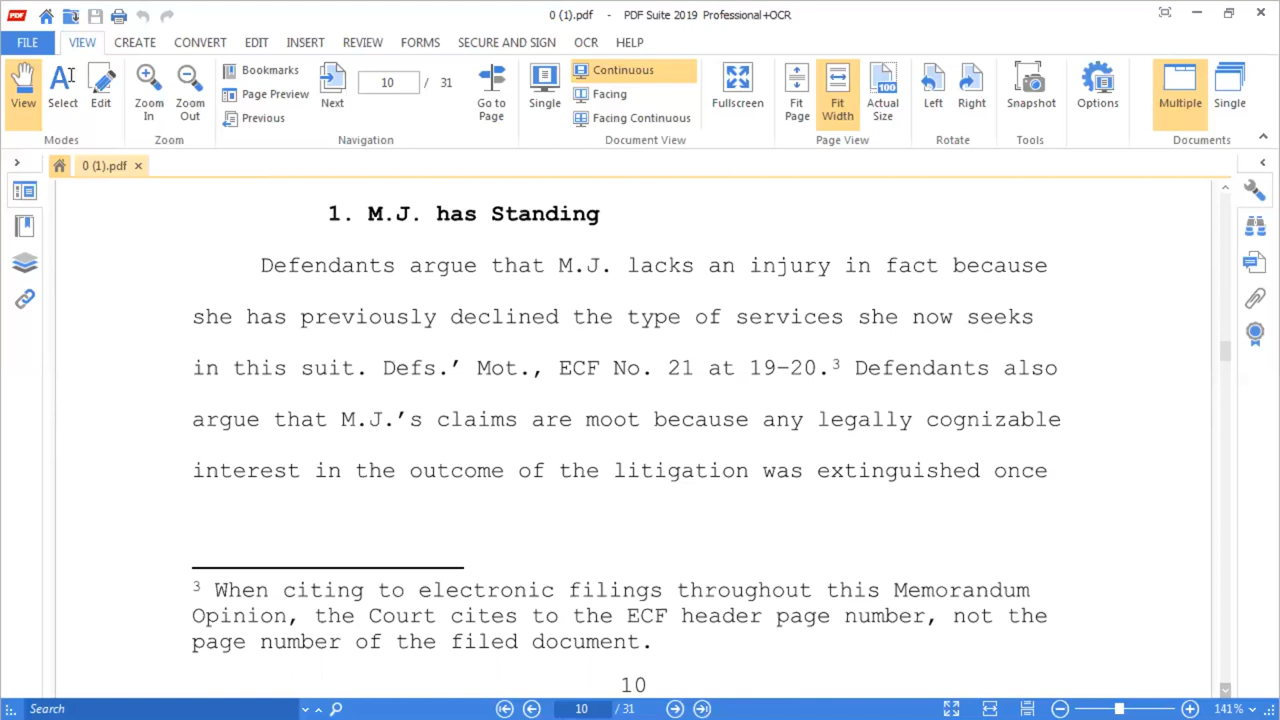 0 (1).pdf - PDF Suite 2019 Professional+OCR
FILE VIEW CREATE CONVERT EDIT INSERT REVIEW FORMS SECURE AND SIGN OCR HELP
View Select Edit
Modes
Zoom In Zoom Out
Zoom
Bookmarks
Page Preview
Previous
Next 10 / 31 Go to Page
Navigation
Single
Continuous
Facing
Facing Continuous
Document View
Fullscreen
Fit Page Fit Width Actual Size
100
Page View
Left Right
Rotate
Snapshot
Tools
Options
Multiple Single
Documents
0 (1).pdf
1. M.J. has Standing
Defendants argue that M.J. lacks an injury in fact because
she has previously declined the type of services she now seeks
in this suit. Defs.’ Mot., ECF No. 21 at 19–20.³ Defendants also
argue that M.J.’s claims are moot because any legally cognizable
interest in the outcome of the litigation was extinguished once
³ When citing to electronic filings throughout this Memorandum
Opinion, the Court cites to the ECF header page number, not the
page number of the filed document.
10
Search 10 / 31 141%